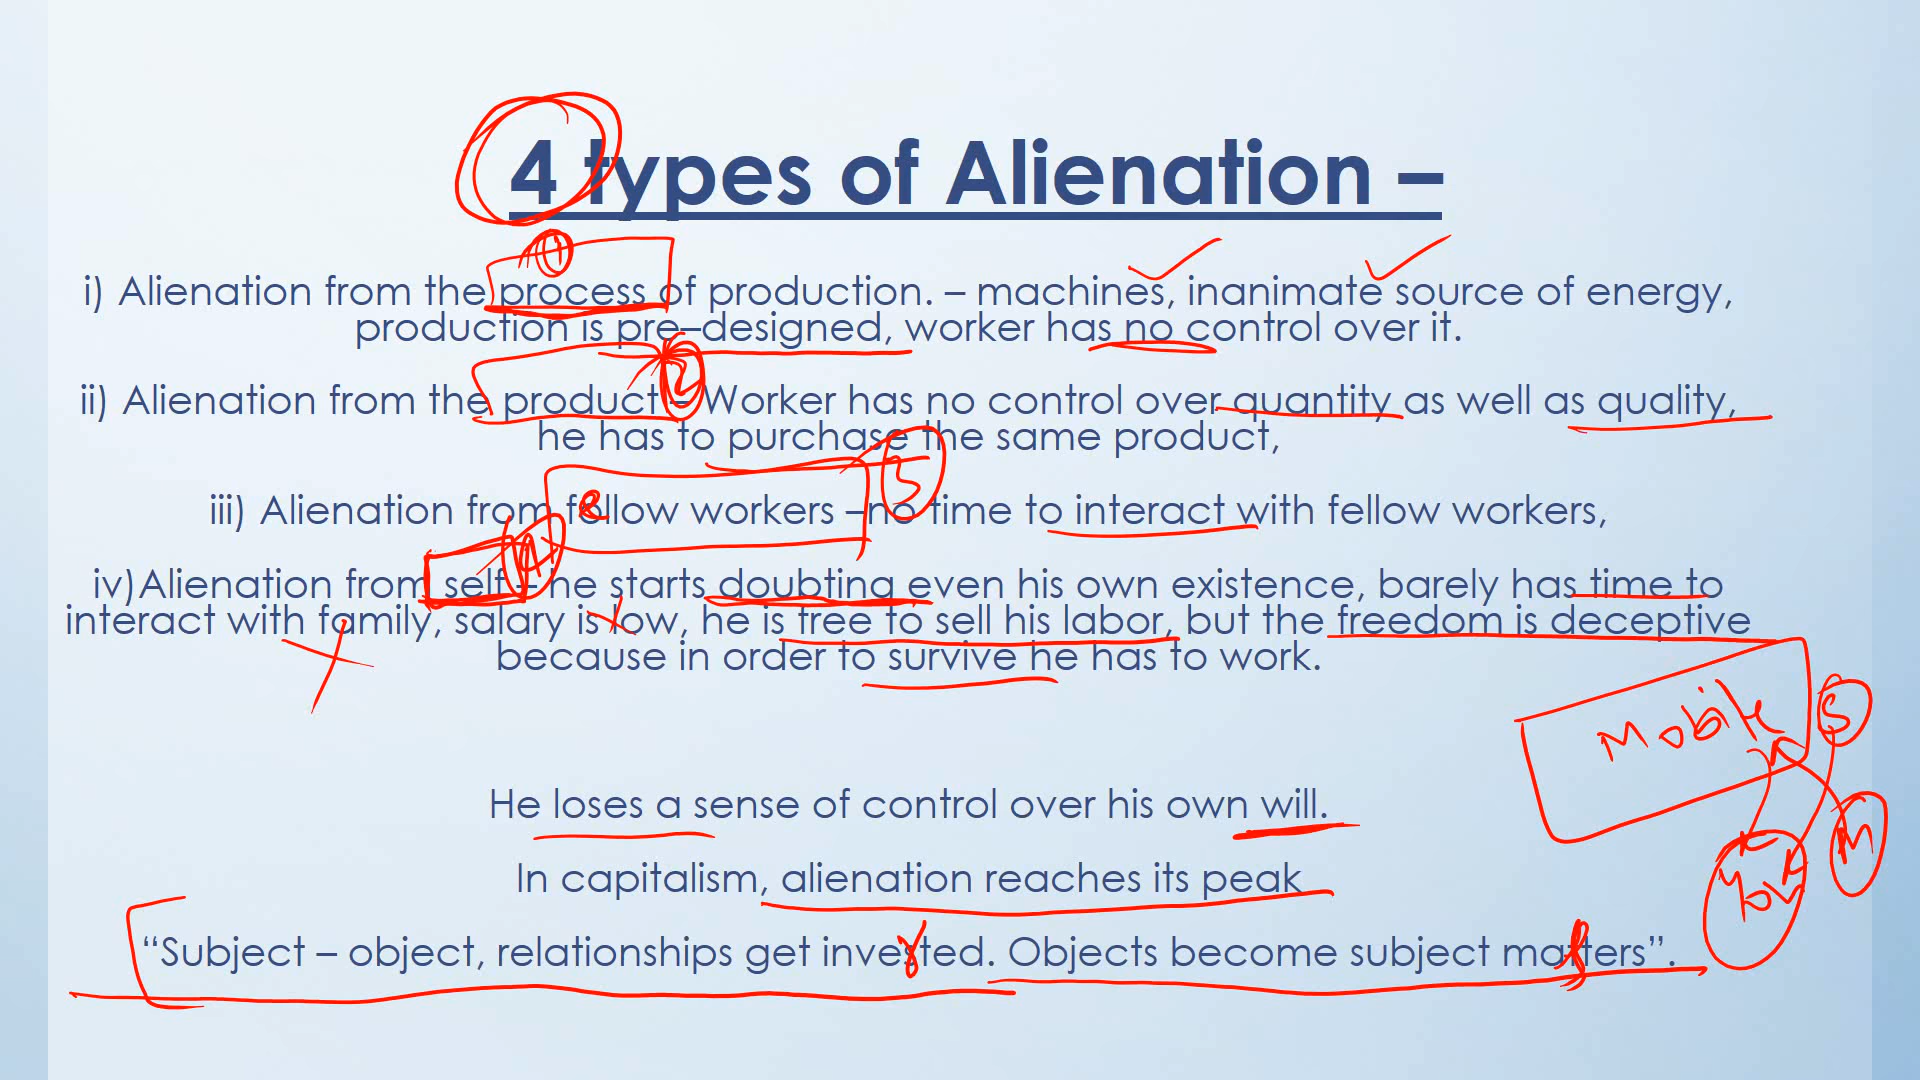 4 types of Alienation –
i) Alienation from the process of production. – machines, inanimate source of energy,
production is pre–designed, worker has no control over it.
ii) Alienation from the product – Worker has no control over quantity as well as quality,
he has to purchase the same product,
iii) Alienation from fellow workers –no time to interact with fellow workers,
iv)Alienation from self – he starts doubting even his own existence, barely has time to
interact with family, salary is low, he is free to sell his labor, but the freedom is deceptive
because in order to survive he has to work.
He loses a sense of control over his own will.
In capitalism, alienation reaches its peak
“Subject – object, relationships get invested. Objects become subject matters”.
1
2
3
4
S
M